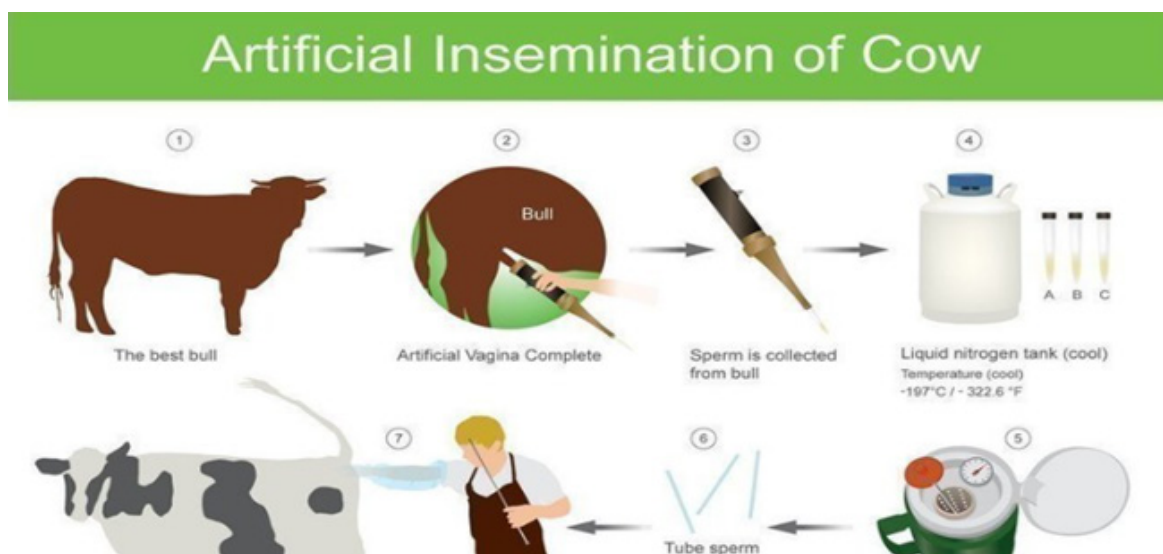 Artificial Insemination of Cow
1
2
3
4
Bull
A B C
The best bull
Artificial Vagina Complete
Sperm is collected
from bull
Liquid nitrogen tank (cool)
Temperature (cool)
-197°C / - 322.6 °F
7
6
5
Tube sperm